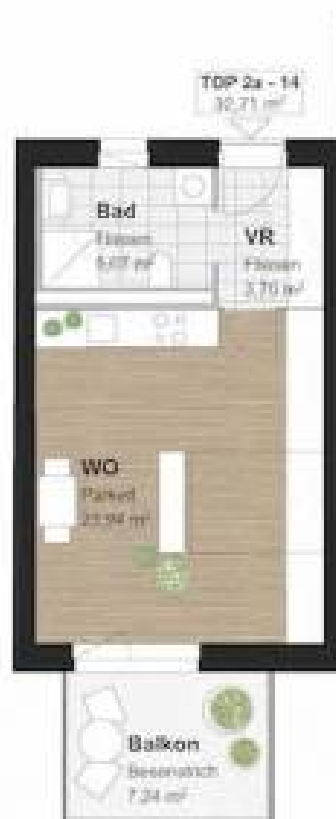 TOP 2a - 14
32.71 m²
Bad
Fliesen
5.07 m²
VR
Fliesen
3.70 m²
WO
Parkett
23.94 m²
Balkon
Besenstrich
7.24 m²